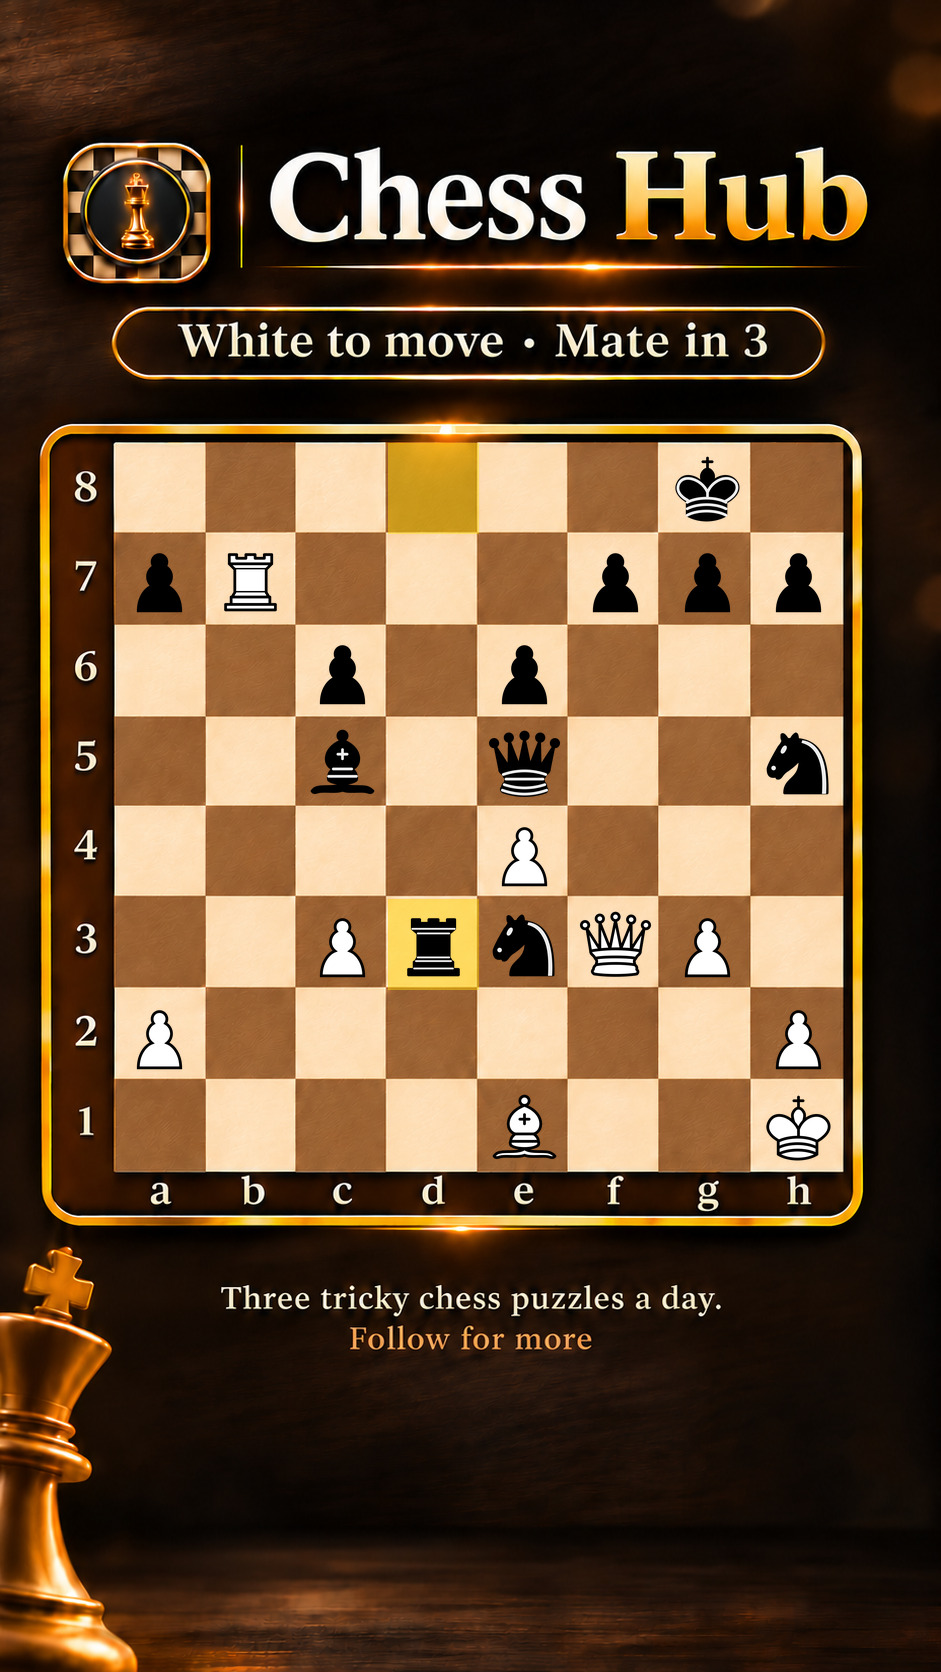 Chess Hub
White to move • Mate in 3
8
7
6
5
4
3
2
1
a b c d e f g h
Three tricky chess puzzles a day.
Follow for more